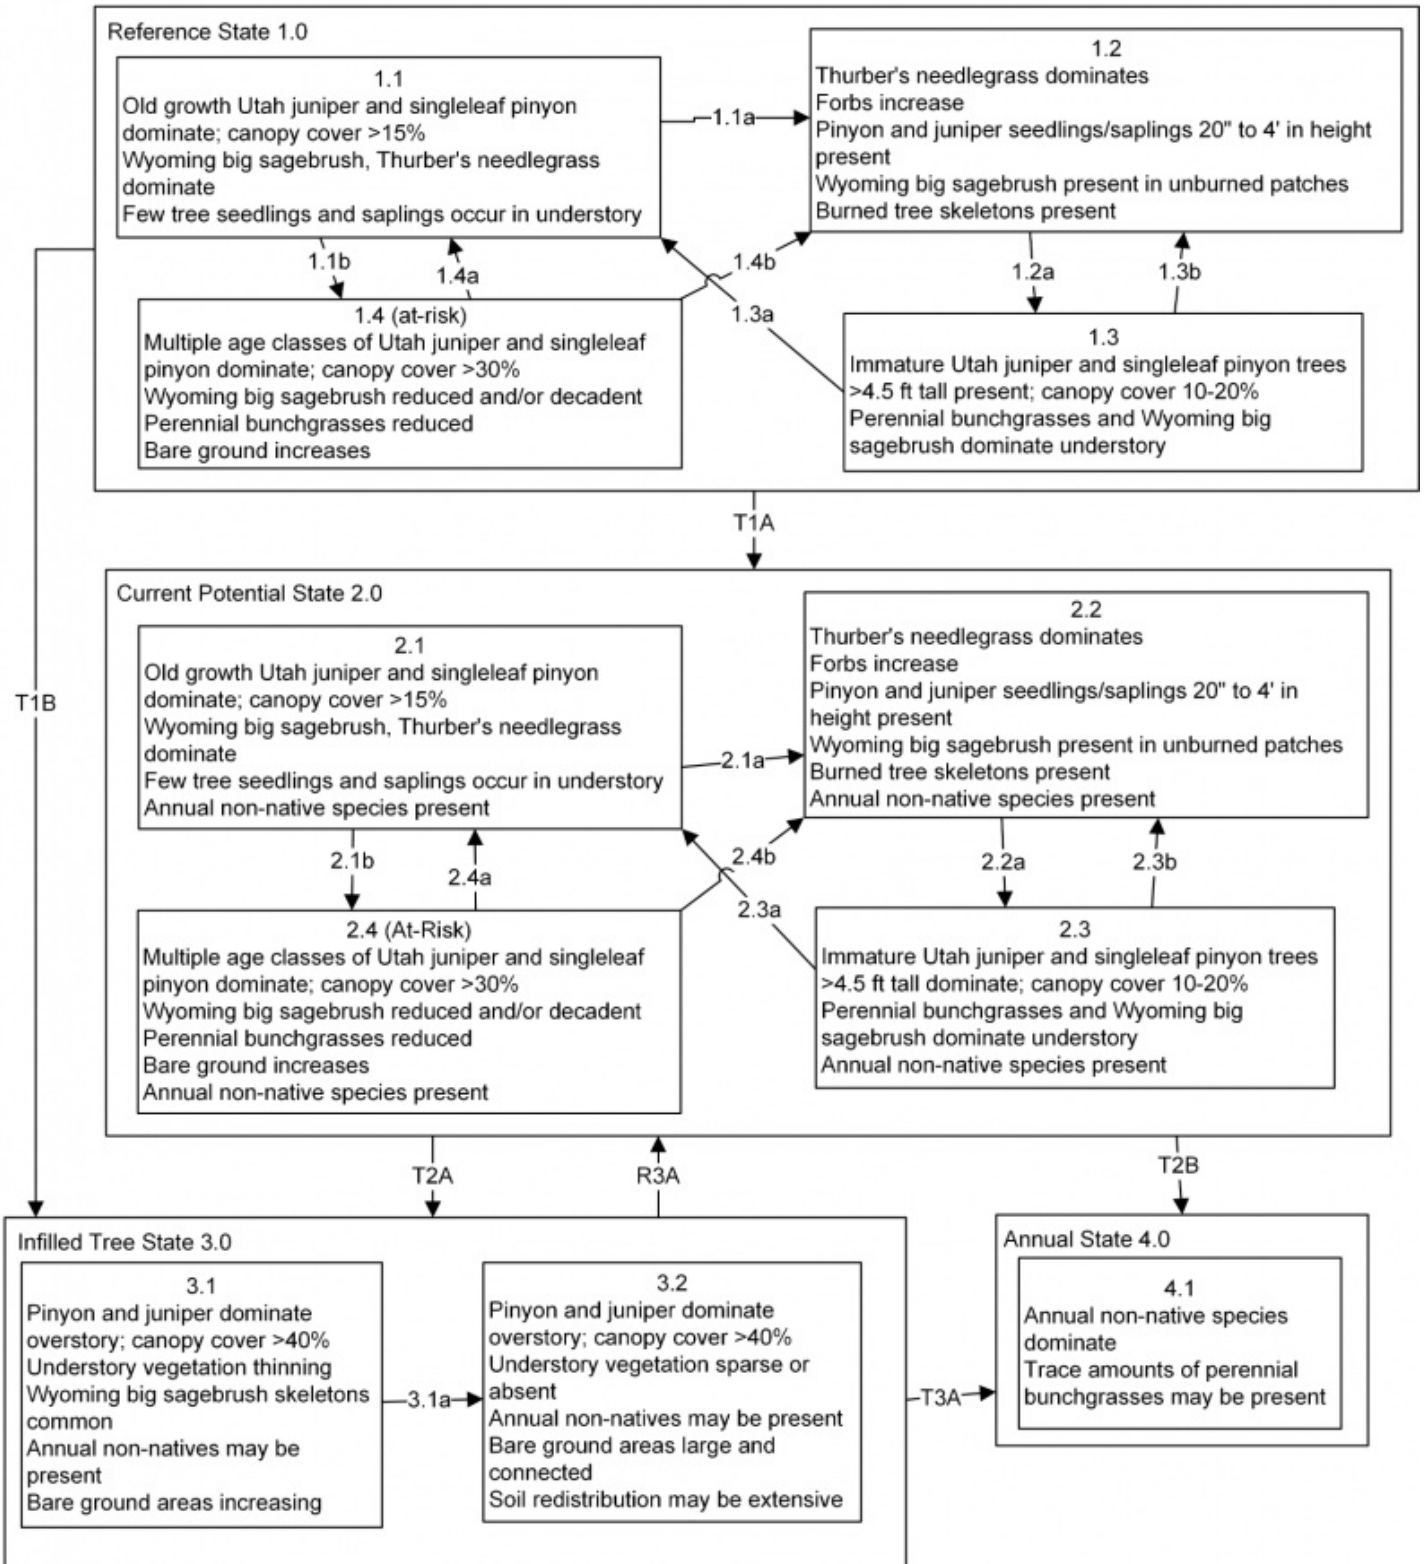 Reference State 1.0
1.1
Old growth Utah juniper and singleleaf pinyon
dominate; canopy cover >15%
Wyoming big sagebrush, Thurber's needlegrass
dominate
Few tree seedlings and saplings occur in understory
1.1a
1.2
Thurber's needlegrass dominates
Forbs increase
Pinyon and juniper seedlings/saplings 20" to 4' in height
present
Wyoming big sagebrush present in unburned patches
Burned tree skeletons present
1.1b
1.4a
1.4b
1.3a
1.2a
1.3b
1.4 (at-risk)
Multiple age classes of Utah juniper and singleleaf
pinyon dominate; canopy cover >30%
Wyoming big sagebrush reduced and/or decadent
Perennial bunchgrasses reduced
Bare ground increases
1.3
Immature Utah juniper and singleleaf pinyon trees
>4.5 ft tall present; canopy cover 10-20%
Perennial bunchgrasses and Wyoming big
sagebrush dominate understory
T1A
T1B
Current Potential State 2.0
2.1
Old growth Utah juniper and singleleaf pinyon
dominate; canopy cover >15%
Wyoming big sagebrush, Thurber's needlegrass
dominate
Few tree seedlings and saplings occur in understory
Annual non-native species present
2.1a
2.2
Thurber's needlegrass dominates
Forbs increase
Pinyon and juniper seedlings/saplings 20" to 4' in
height present
Wyoming big sagebrush present in unburned patches
Burned tree skeletons present
Annual non-native species present
2.1b
2.4a
2.4b
2.3a
2.2a
2.3b
2.4 (At-Risk)
Multiple age classes of Utah juniper and singleleaf
pinyon dominate; canopy cover >30%
Wyoming big sagebrush reduced and/or decadent
Perennial bunchgrasses reduced
Bare ground increases
Annual non-native species present
2.3
Immature Utah juniper and singleleaf pinyon trees
>4.5 ft tall dominate; canopy cover 10-20%
Perennial bunchgrasses and Wyoming big
sagebrush dominate understory
Annual non-native species present
T2A
R3A
T2B
Infilled Tree State 3.0
3.1
Pinyon and juniper dominate
overstory; canopy cover >40%
Understory vegetation thinning
Wyoming big sagebrush skeletons
common
Annual non-natives may be
present
Bare ground areas increasing
3.1a
3.2
Pinyon and juniper dominate
overstory; canopy cover >40%
Understory vegetation sparse or
absent
Annual non-natives may be present
Bare ground areas large and
connected
Soil redistribution may be extensive
T3A
Annual State 4.0
4.1
Annual non-native species
dominate
Trace amounts of perennial
bunchgrasses may be present